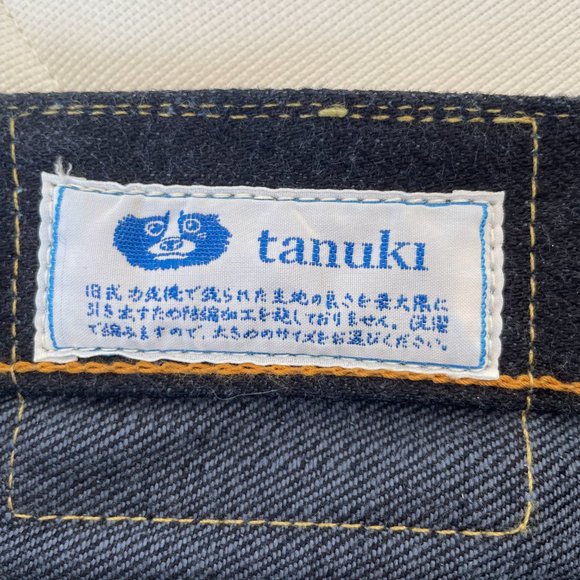 tanuki
旧式力織機で織られた生地の良さを最大限に
引き出すため防縮加工を施しておりません。洗濯
で縮みますので、大きめのサイズをお選びください。